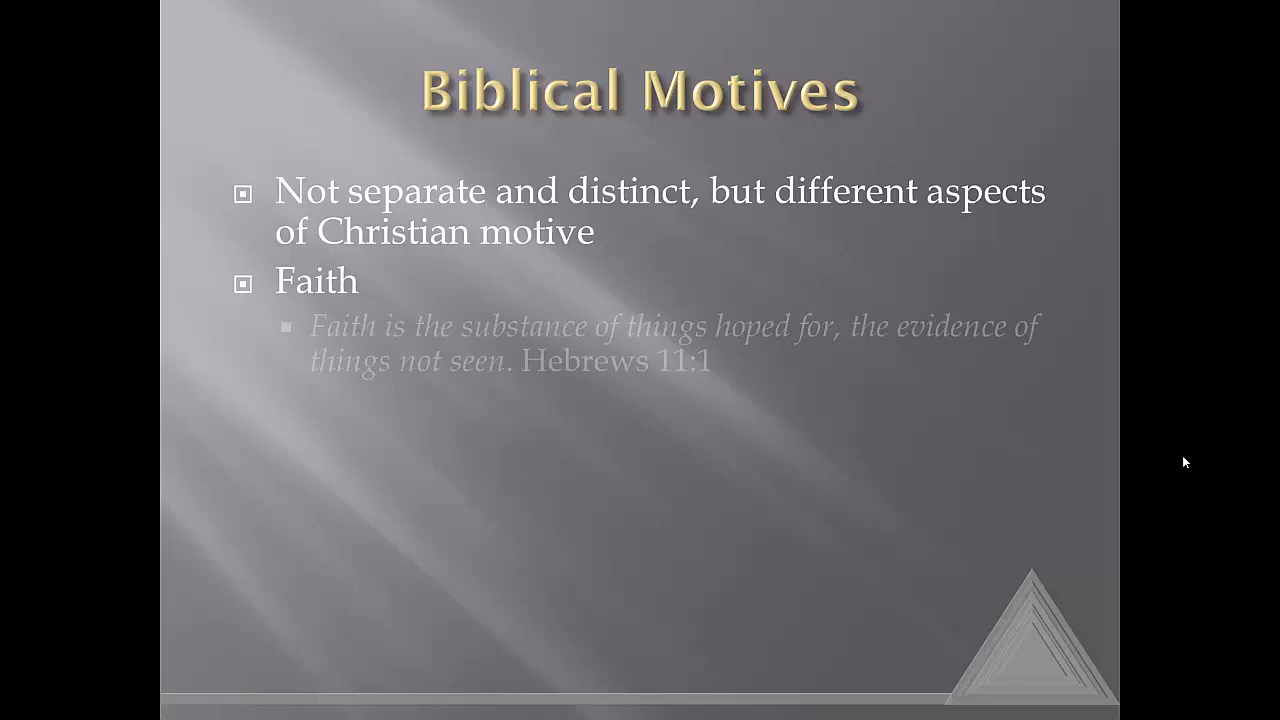 Biblical Motives
Not separate and distinct, but different aspects
of Christian motive
Faith
Faith is the substance of things hoped for, the evidence of
things not seen. Hebrews 11:1